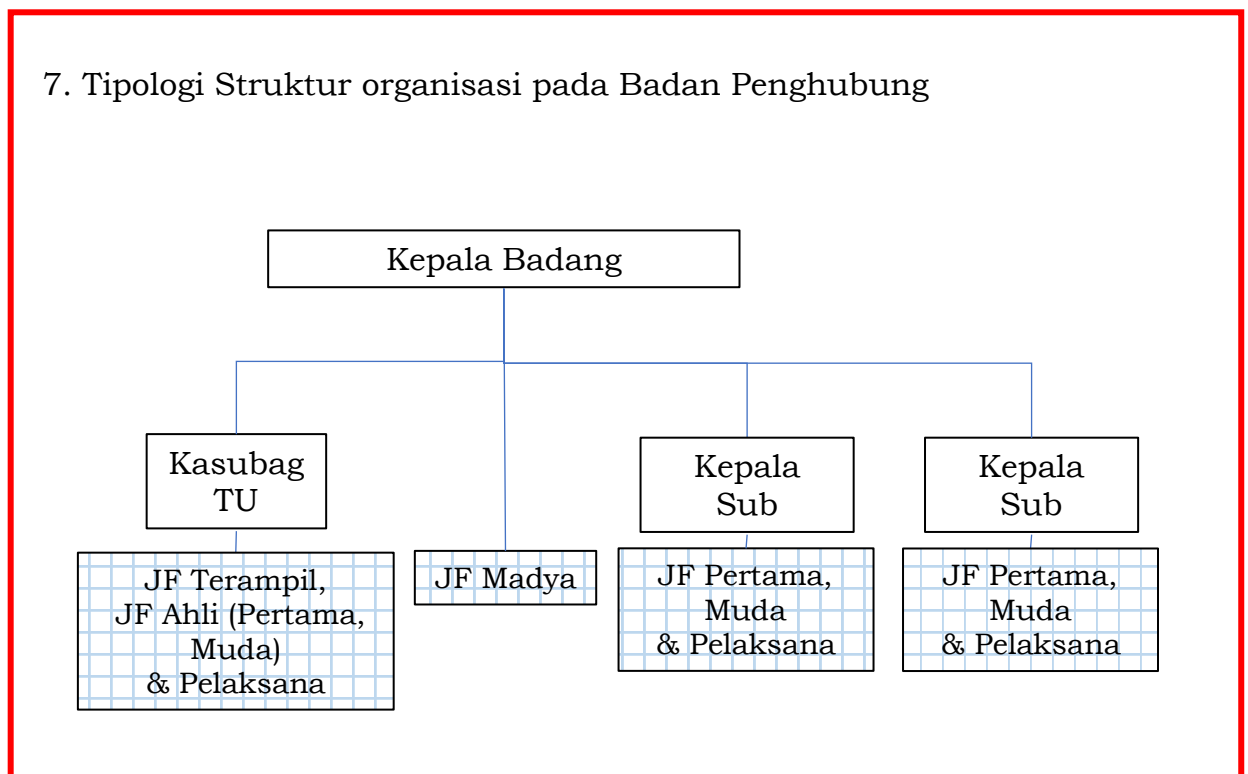 7. Tipologi Struktur organisasi pada Badan Penghubung
Kepala Badang
Kasubag
TU
Kepala
Sub
Kepala
Sub
JF Terampil,
JF Ahli (Pertama,
Muda)
& Pelaksana
JF Madya
JF Pertama,
Muda
& Pelaksana
JF Pertama,
Muda
& Pelaksana